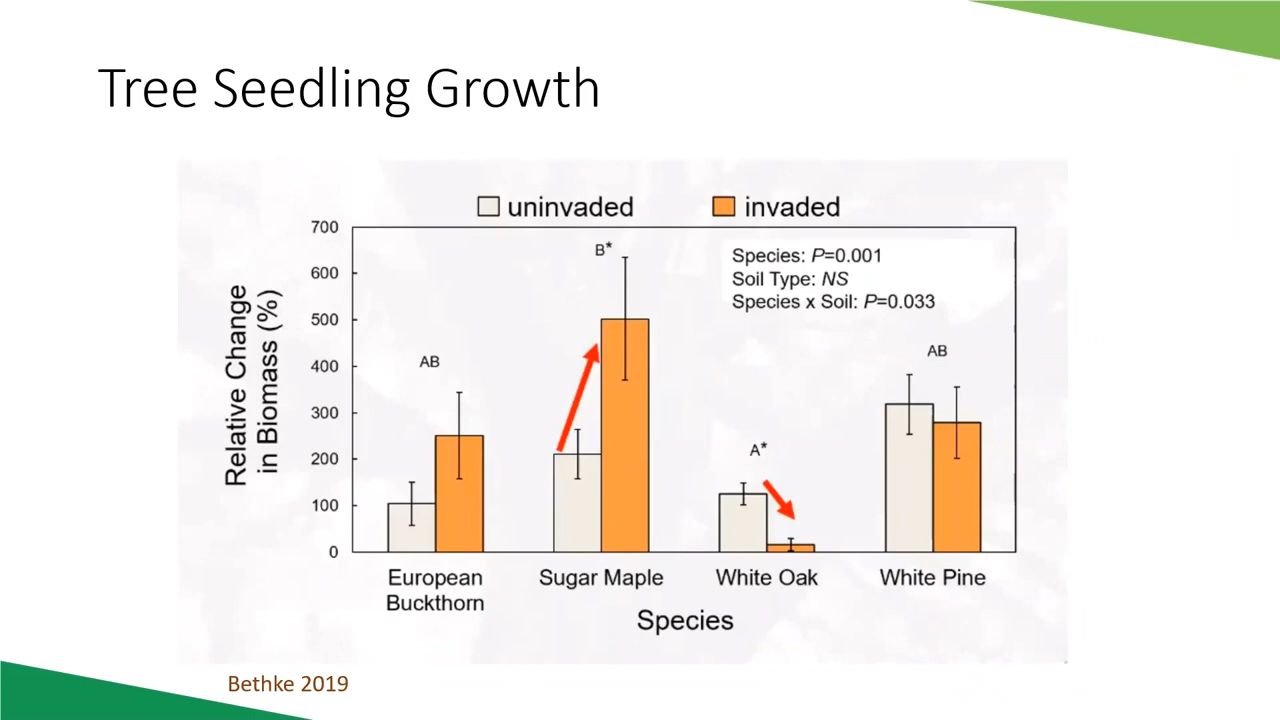 Tree Seedling Growth
uninvaded
invaded
Relative Change
in Biomass (%)
700
600
500
400
300
200
100
0
Species: P=0.001
Soil Type: NS
Species x Soil: P=0.033
AB
B*
A*
AB
European
Buckthorn
Sugar Maple
White Oak
White Pine
Species
Bethke 2019